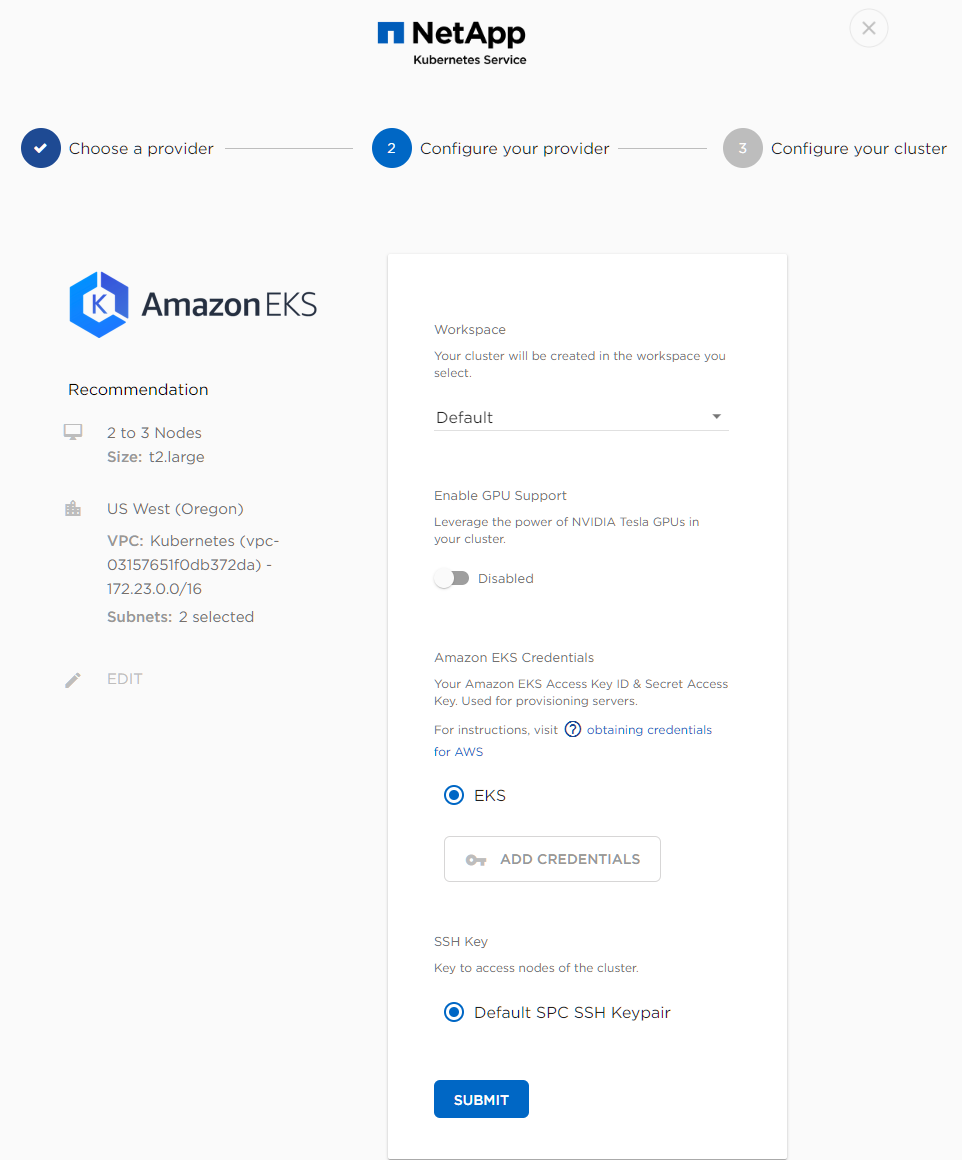 NetApp
Kubernetes Service
Choose a provider
2
Configure your provider
3
Configure your cluster
K
Amazon EKS
Recommendation
2 to 3 Nodes
Size: t2.large
US West (Oregon)
VPC: Kubernetes (vpc-
03157651f0db372da) -
172.23.0.0/16
Subnets: 2 selected
EDIT
Workspace
Your cluster will be created in the workspace you
select.
Default
Enable GPU Support
Leverage the power of NVIDIA Tesla GPUs in
your cluster.
Disabled
Amazon EKS Credentials
Your Amazon EKS Access Key ID & Secret Access
Key. Used for provisioning servers.
For instructions, visit ? obtaining credentials
for AWS
EKS
ADD CREDENTIALS
SSH Key
Key to access nodes of the cluster.
Default SPC SSH Keypair
SUBMIT